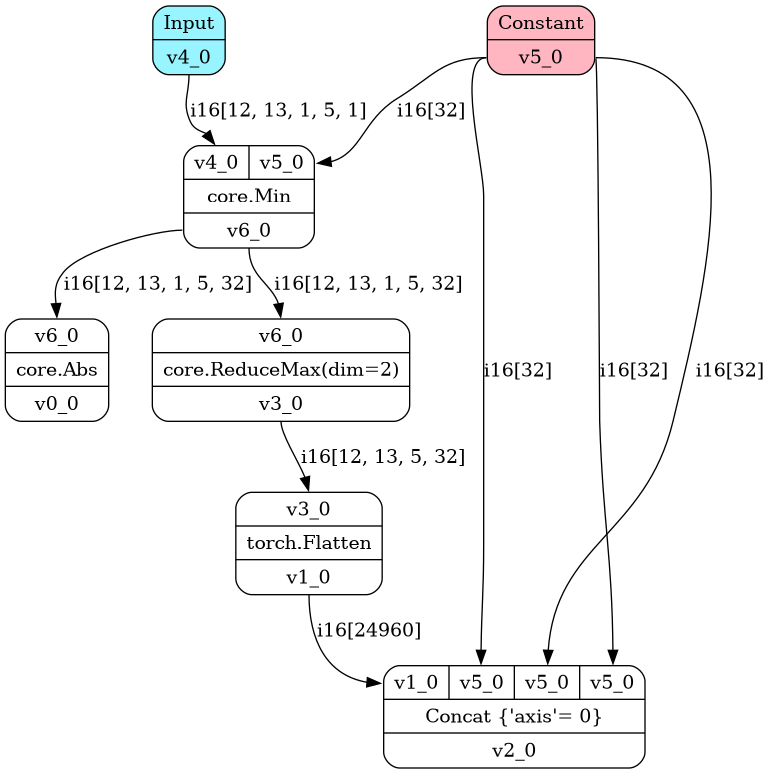 Input
v4_0
Constant
v5_0
i16[12, 13, 1, 5, 1]
i16[32]
v4_0 v5_0
core.Min
v6_0
i16[12, 13, 1, 5, 32]
i16[12, 13, 1, 5, 32]
v6_0
core.Abs
v0_0
v6_0
core.ReduceMax(dim=2)
v3_0
i16[32]
i16[32]
i16[32]
i16[12, 13, 5, 32]
v3_0
torch.Flatten
v1_0
i16[24960]
v1_0 v5_0 v5_0 v5_0
Concat {'axis'= 0}
v2_0